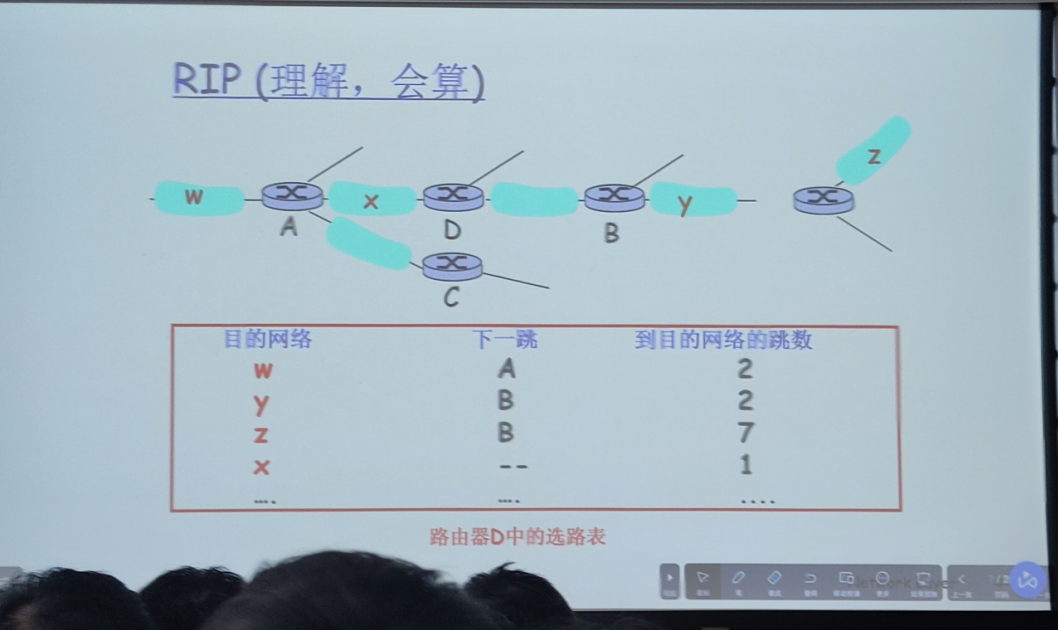 RIP (理解，会算)
z
w
x
y
A
D
B
C
目的网络 下一跳 到目的网络的跳数
w A 2
y B 2
z B 7
x -- 1
.... .... ....
路由器D中的选路表